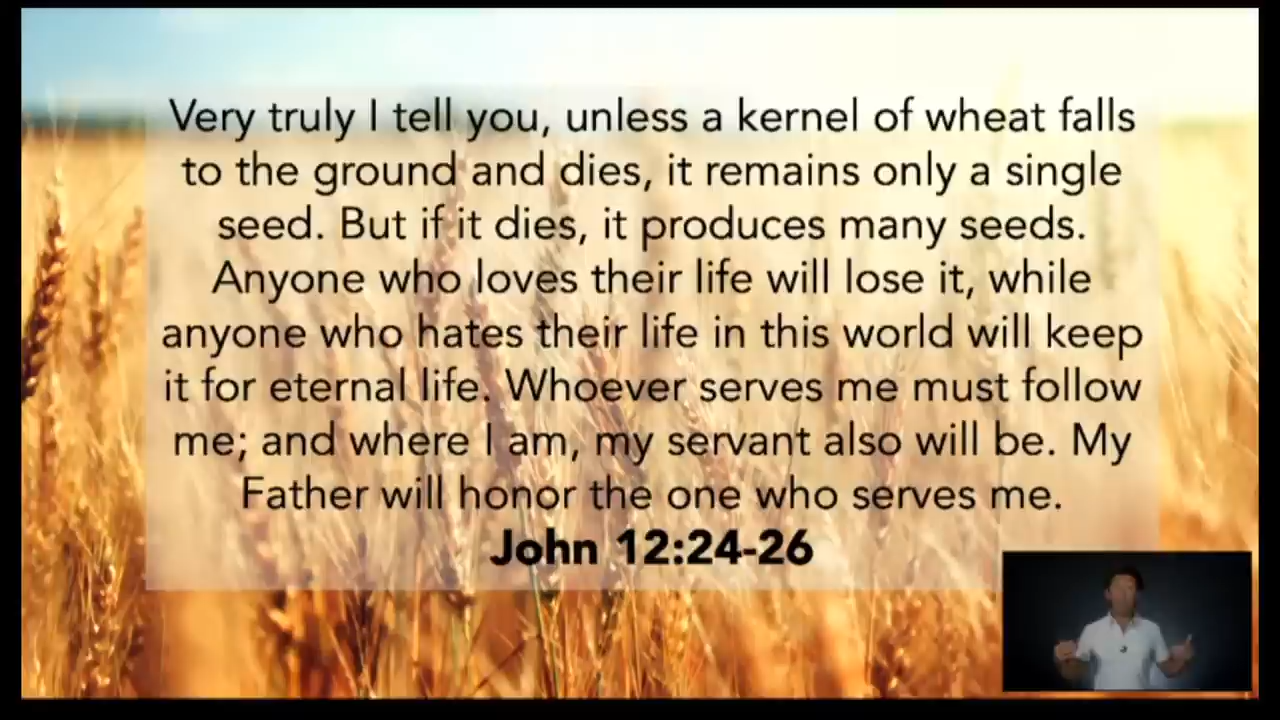 Very truly I tell you, unless a kernel of wheat falls
to the ground and dies, it remains only a single
seed. But if it dies, it produces many seeds.
Anyone who loves their life will lose it, while
anyone who hates their life in this world will keep
it for eternal life. Whoever serves me must follow
me; and where I am, my servant also will be. My
Father will honor the one who serves me.
John 12:24-26